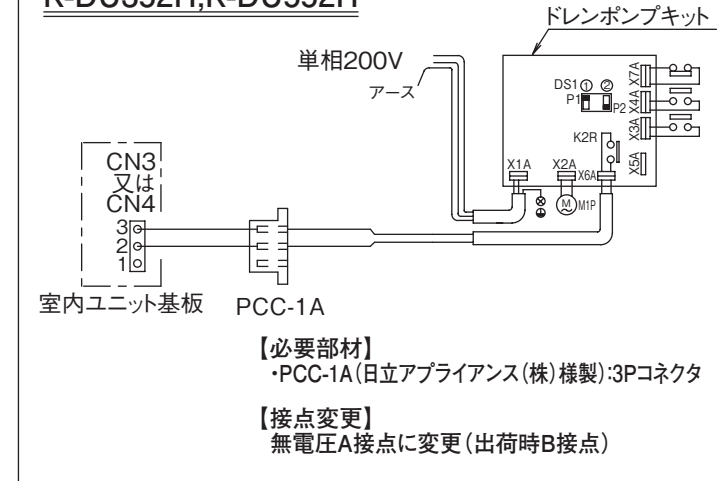 K-DU552H,K-DU552H
ドレンポンプキット
単相200V
アース
DS1 ① ②
P1
P2
X7A
X4A
X3A
X5A
K2R
X1A
X2A
X6A
M
M1P
CN3
又は
CN4
3
2
1
室内ユニット基板
PCC-1A
【必要部材】
・PCC-1A(日立アプライアンス(株)様製):3Pコネクタ
【接点変更】
無電圧A接点に変更(出荷時B接点)